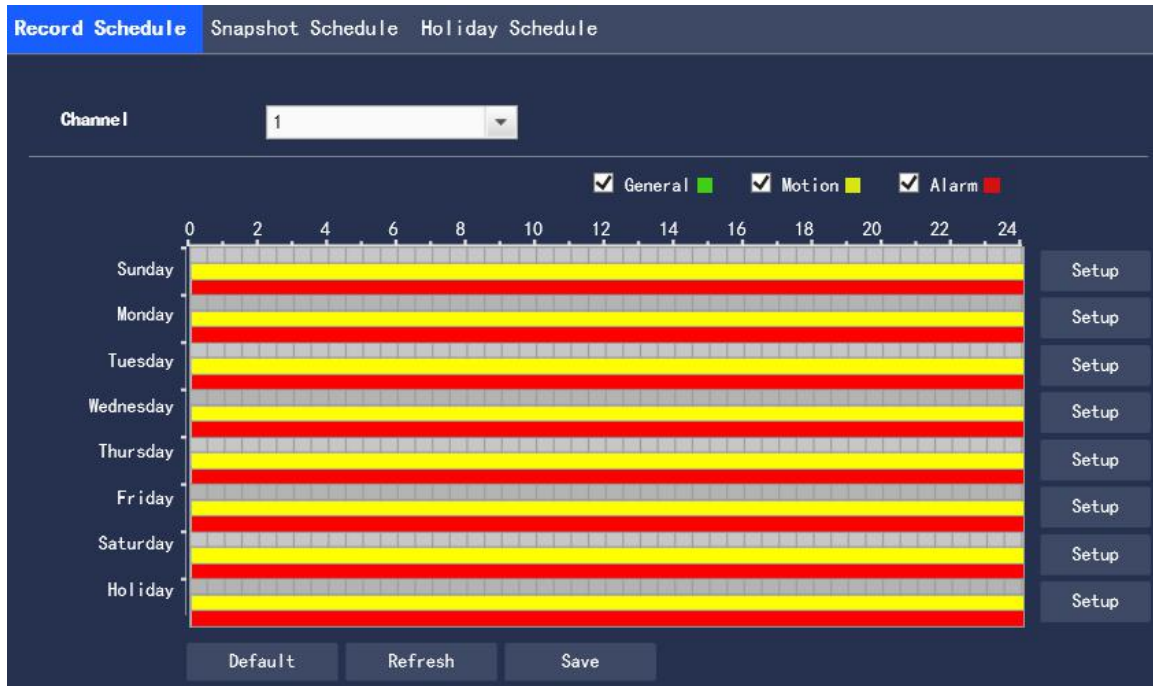 Record Schedule Snapshot Schedule Holiday Schedule
Channel 1
General Motion Alarm
0 2 4 6 8 10 12 14 16 18 20 22 24
Sunday Setup
Monday Setup
Tuesday Setup
Wednesday Setup
Thursday Setup
Friday Setup
Saturday Setup
Holiday Setup
Default Refresh Save